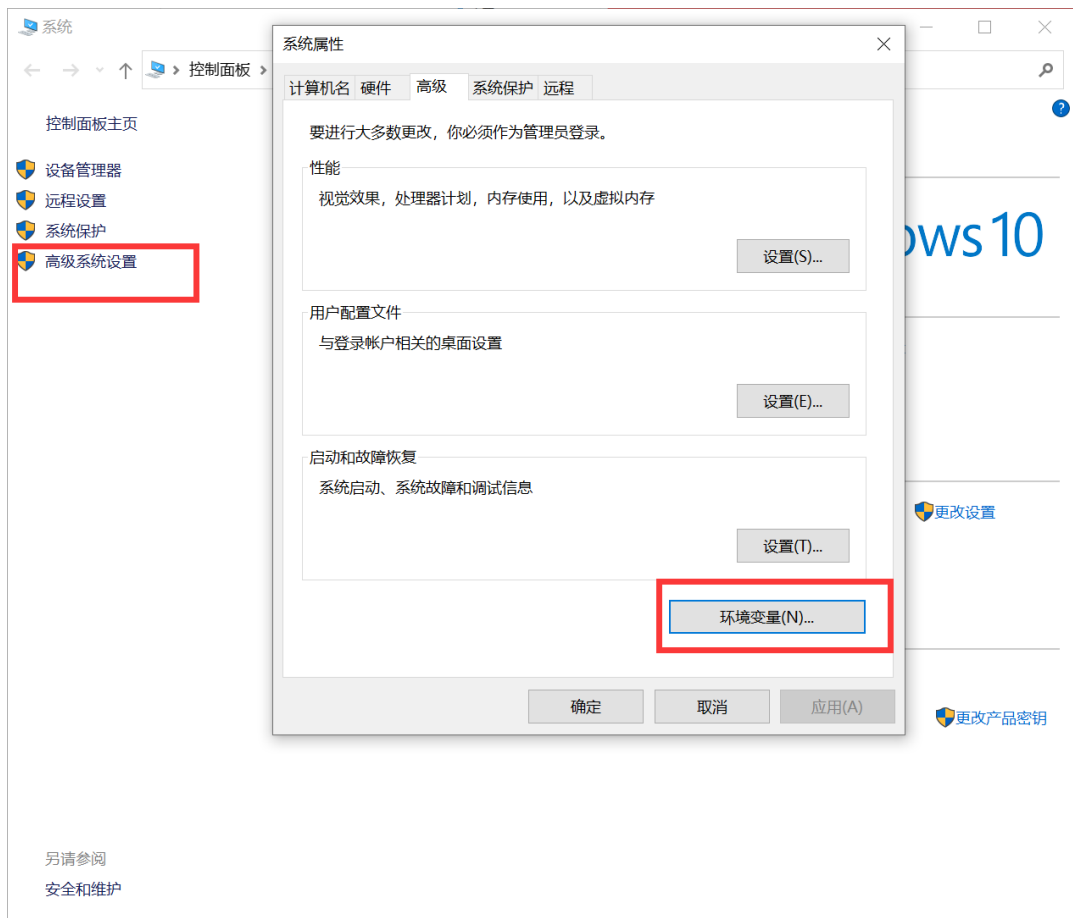 系统
控制面板
控制面板主页
设备管理器
远程设置
系统保护
高级系统设置
另请参阅
安全和维护
系统属性
计算机名 硬件 高级 系统保护 远程
要进行大多数更改，你必须作为管理员登录。
性能
视觉效果，处理器计划，内存使用，以及虚拟内存
设置(S)...
用户配置文件
与登录帐户相关的桌面设置
设置(E)...
启动和故障恢复
系统启动、系统故障和调试信息
设置(T)...
环境变量(N)...
确定 取消 应用(A)
ows 10
更改设置
更改产品密钥